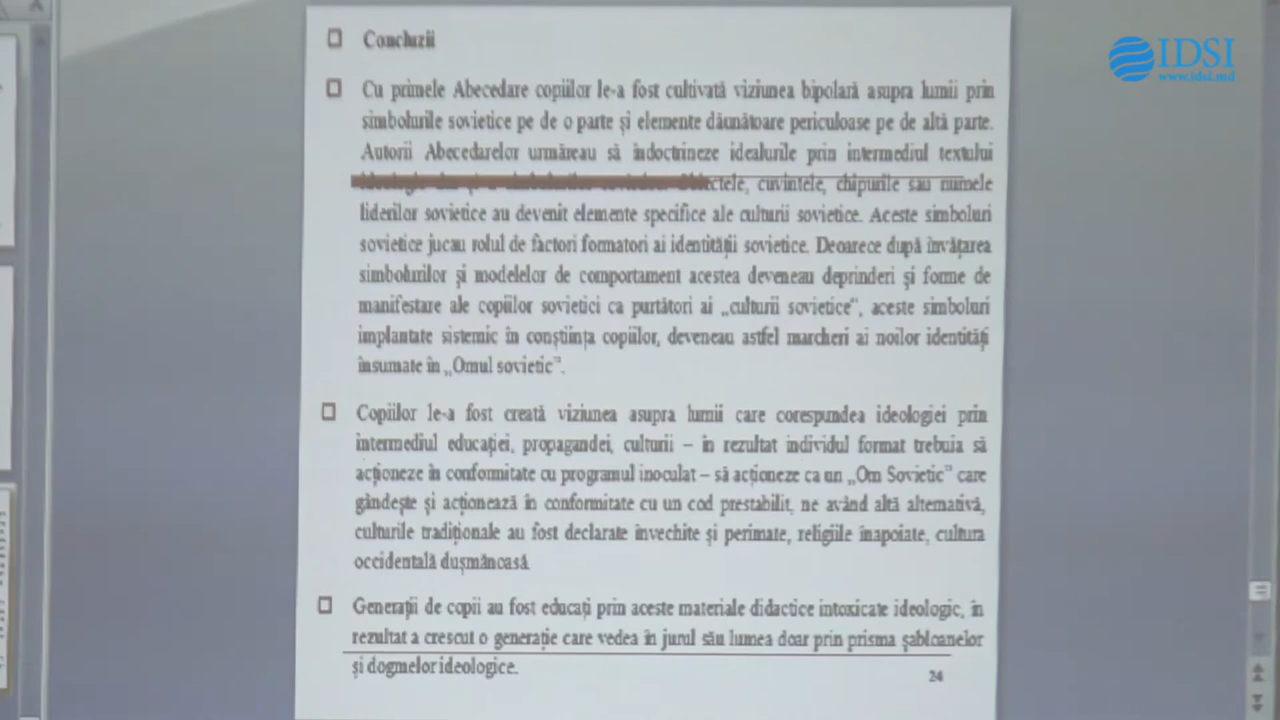 IDSI
www.idsi.md
Concluzii
Cu primele Abecedare copiilor le-a fost cultivată viziunea bipolară asupra lumii prin
simbolurile sovietice pe de o parte și elemente dăunătoare periculoase pe de altă parte.
Autorii Abecedarelor urmăreau să îndoctrineze idealurile prin intermediul textului
cuvintele, chipurile sau numele
liderilor sovietice au devenit elemente specifice ale culturii sovietice. Aceste simboluri
sovietice jucau rolul de factori formatori ai identității sovietice. Deoarece după învățarea
simbolurilor și modelelor de comportament acestea deveneau deprinderi și forme de
manifestare ale copiilor sovietici ca purtători ai „culturii sovietice”, aceste simboluri
implantate sistemic în conștiința copiilor, deveneau astfel marcheri ai noilor identități
însumate în „Omul sovietic”.
Copiilor le-a fost creată viziunea asupra lumii care corespundea ideologiei prin
intermediul educației, propagandei, culturii – în rezultat individul format trebuia să
acționeze în conformitate cu programul inoculat – să acționeze ca un „Om Sovietic” care
gândește și acționează în conformitate cu un cod prestabilit, ne având altă alternativă,
culturile tradiționale au fost declarate învechite și perimate, religiile înapoiate, cultura
occidentală dușmănoasă
Generații de copii au fost educați prin aceste materiale didactice intoxicate ideologic, în
rezultat a crescut o generație care vedea în jurul său lumea doar prin prisma șabloanelor
și dogmelor ideologice.
24